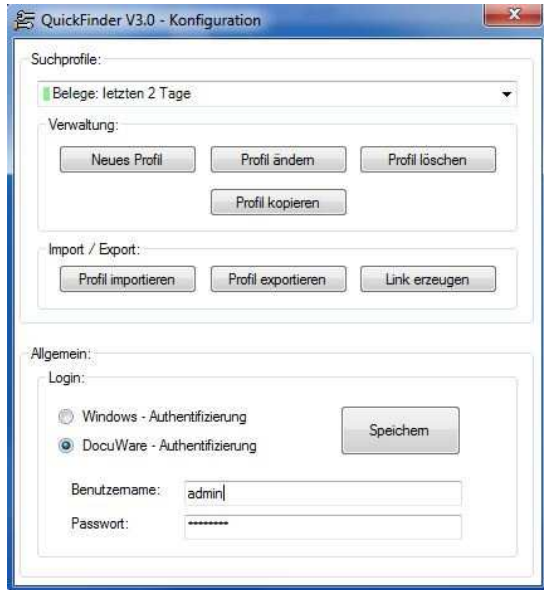 QuickFinder V3.0 - Konfiguration
Suchprofile:
Belege: letzten 2 Tage
Verwaltung:
Neues Profil Profil ändern Profil löschen
Profil kopieren
Import / Export:
Profil importieren Profil exportieren Link erzeugen
Allgemein:
Login:
Windows - Authentifizierung
Speichern
DocuWare - Authentifizierung
Benutzername: admin
Passwort: ••••••••